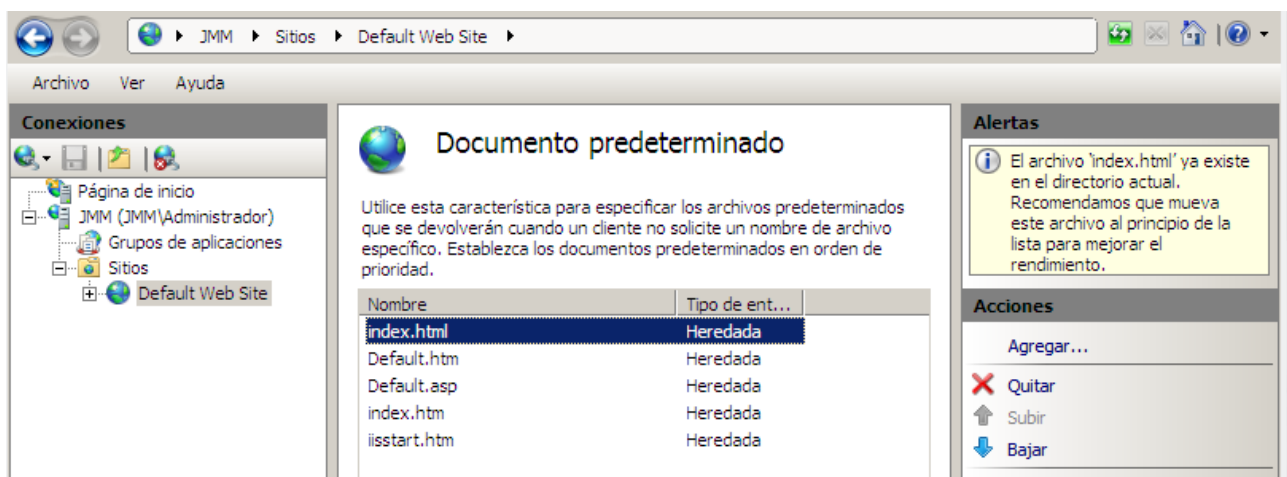 JMM Sitios Default Web Site
Archivo Ver Ayuda
Conexiones
Página de inicio
JMM (JMM\Administrador)
Grupos de aplicaciones
Sitios
Default Web Site
Documento predeterminado
Utilice esta característica para especificar los archivos predeterminados
que se devolverán cuando un cliente no solicite un nombre de archivo
específico. Establezca los documentos predeterminados en orden de
prioridad.
Nombre Tipo de ent...
index.html Heredada
Default.htm Heredada
Default.asp Heredada
index.htm Heredada
iisstart.htm Heredada
Alertas
El archivo 'index.html' ya existe
en el directorio actual.
Recomendamos que mueva
este archivo al principio de la
lista para mejorar el
rendimiento.
Acciones
Agregar...
Quitar
Subir
Bajar